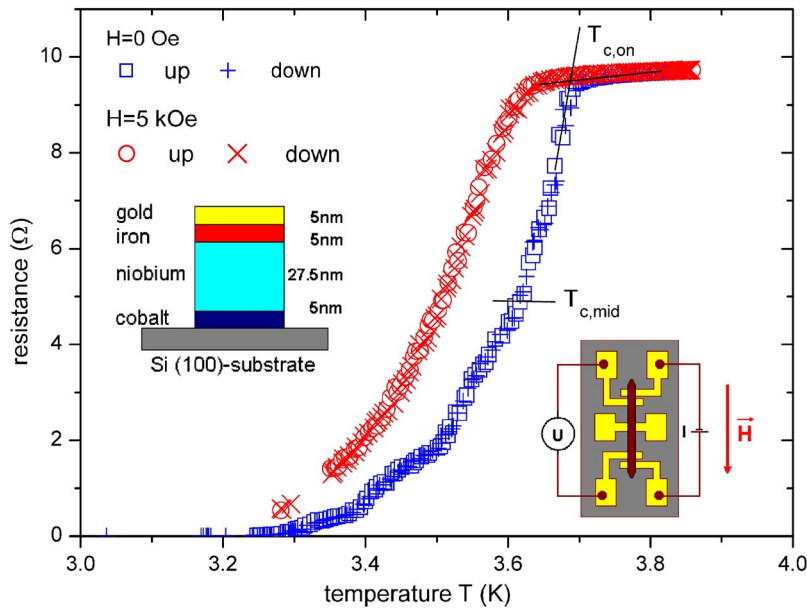 H=0 Oe
up down
H=5 kOe
up down
T c,on
T c,mid
gold 5nm
iron 5nm
niobium 27.5nm
cobalt 5nm
Si (100)-substrate
U
I
H
resistance (Ω)
10
8
6
4
2
0
3.0 3.2 3.4 3.6 3.8 4.0
temperature T (K)